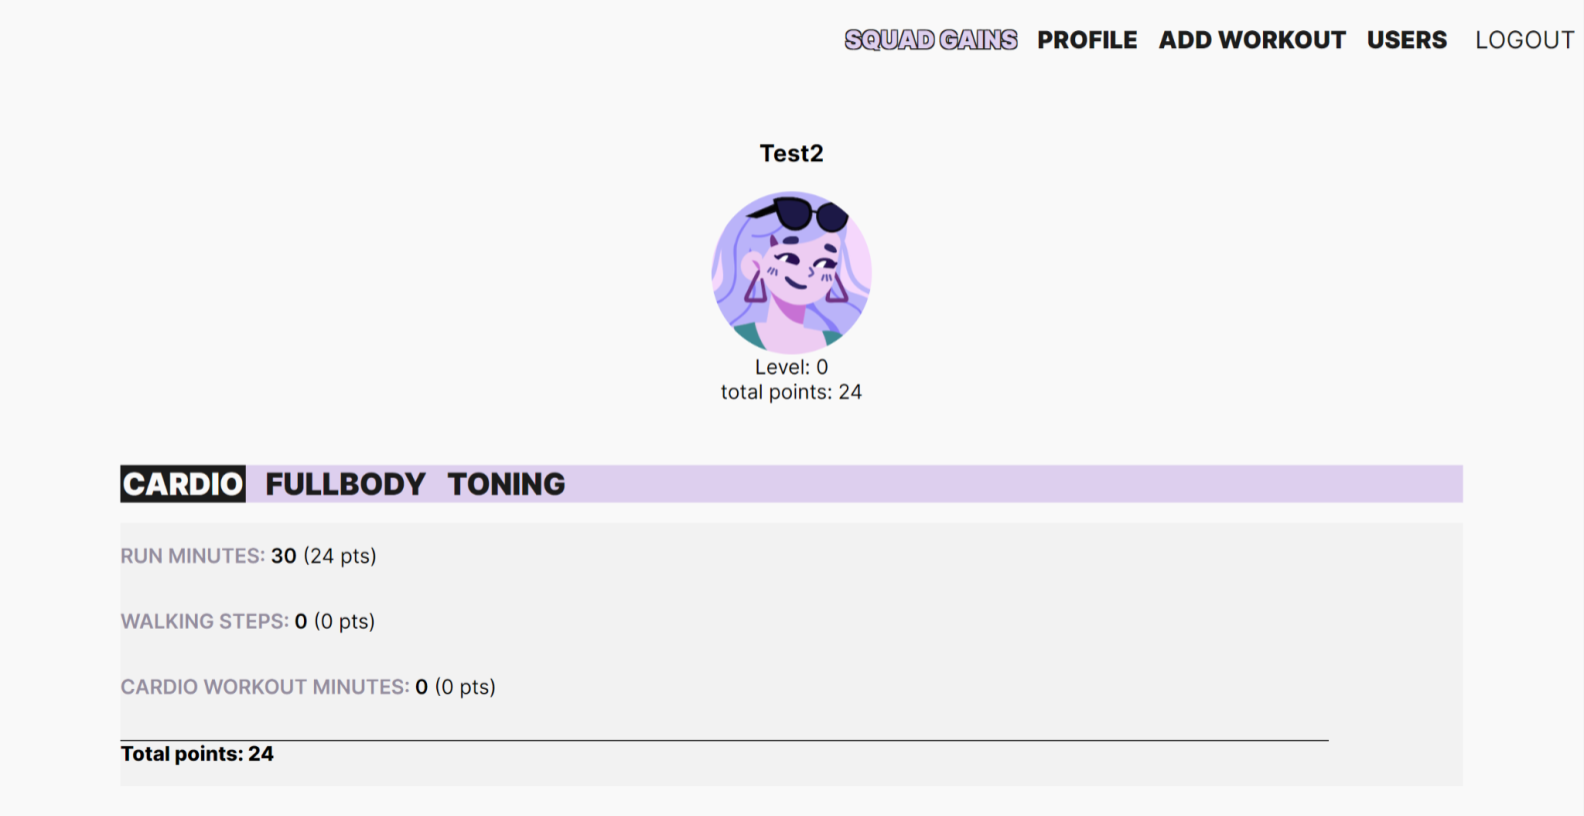 SQUAD GAINS PROFILE ADD WORKOUT USERS LOGOUT
Test2
Level: 0
total points: 24
CARDIO FULLBODY TONING
RUN MINUTES: 30 (24 pts)
WALKING STEPS: 0 (0 pts)
CARDIO WORKOUT MINUTES: 0 (0 pts)
Total points: 24